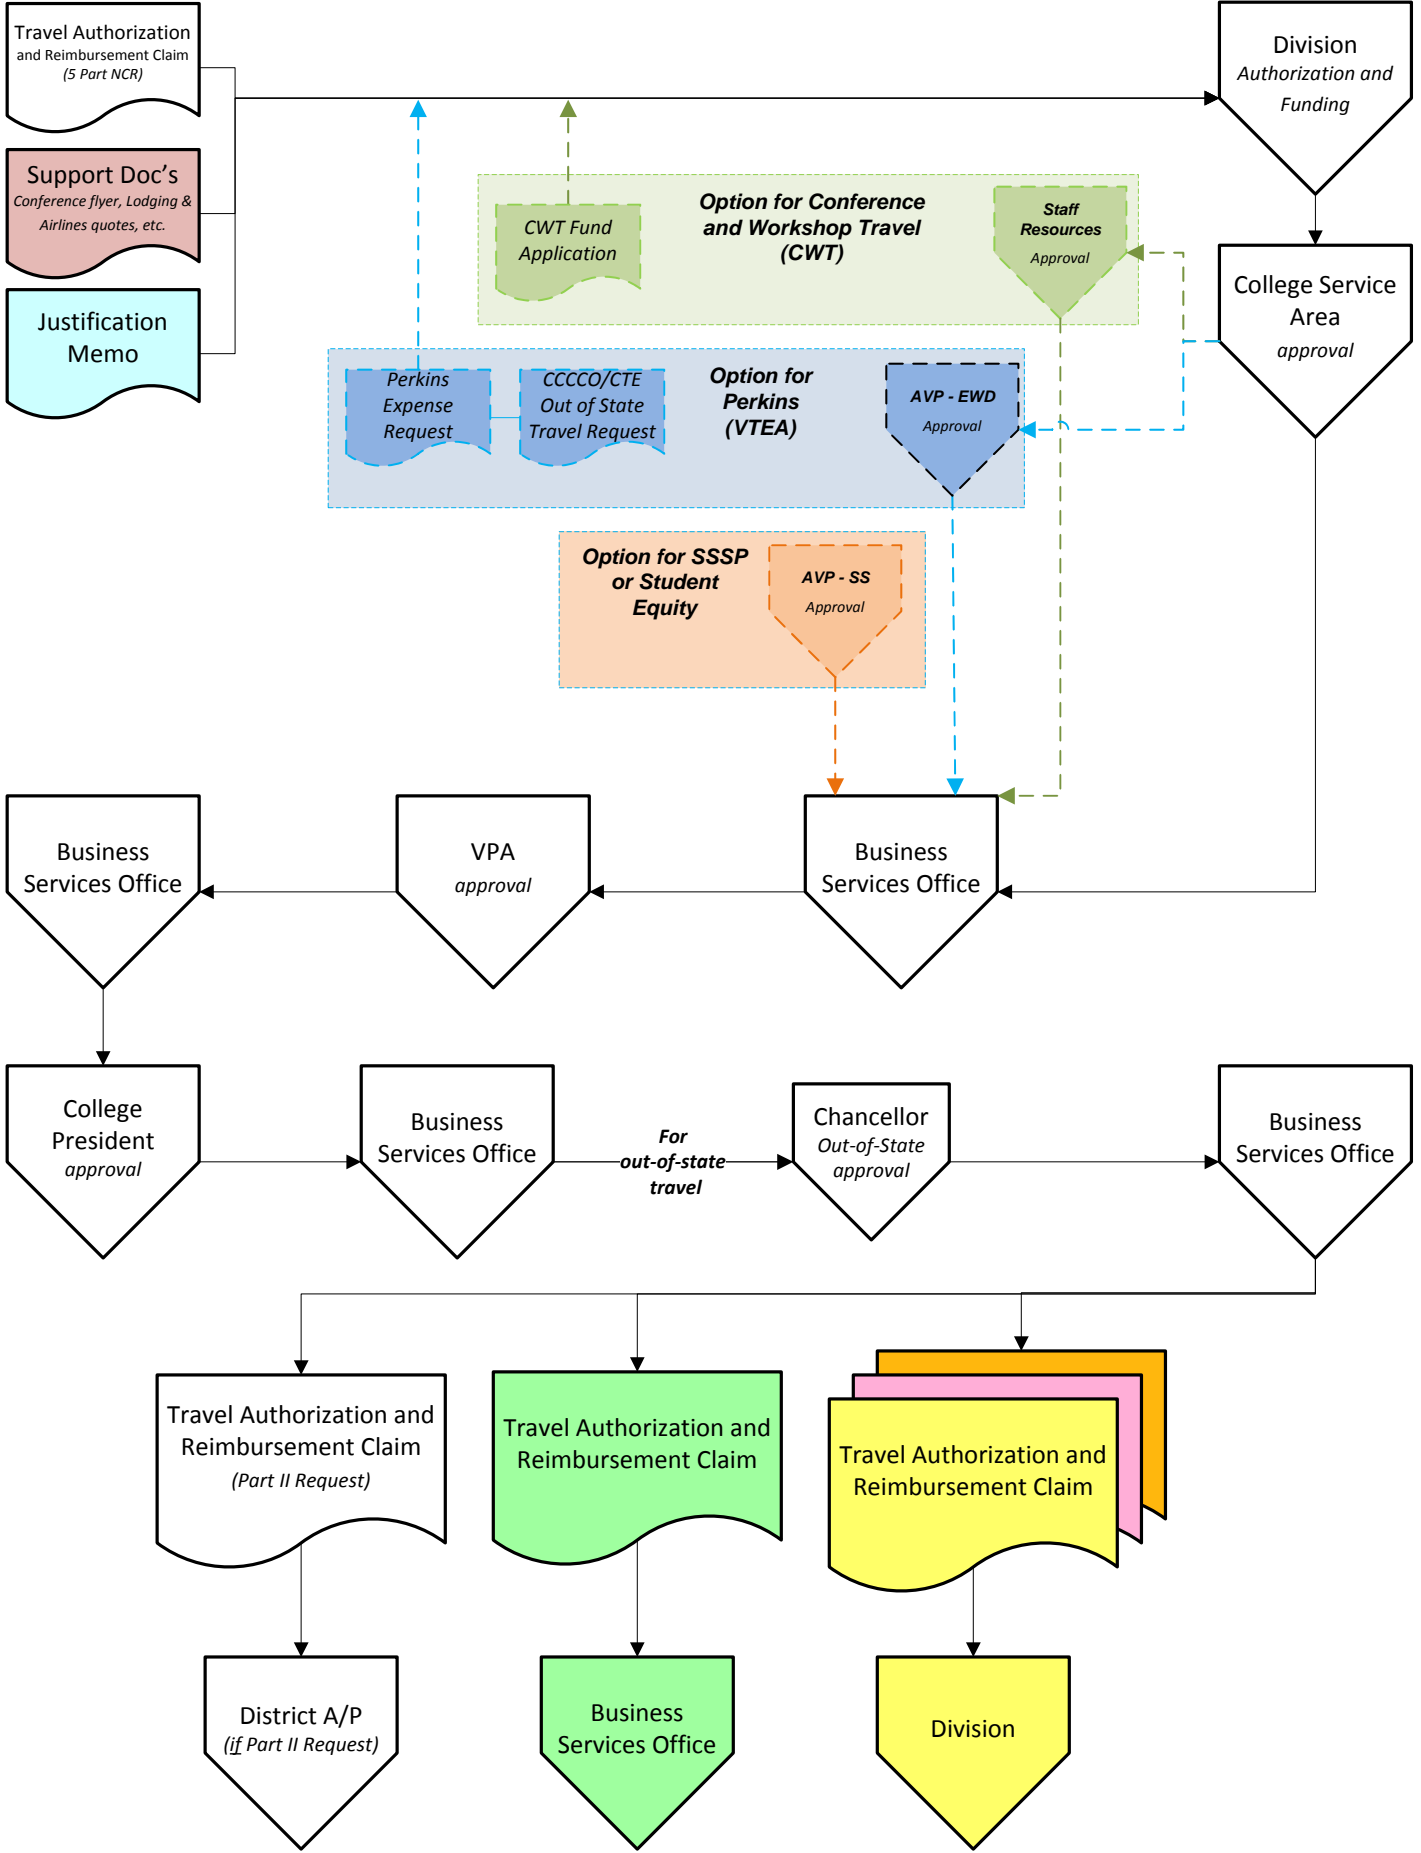 Travel Authorization
and Reimbursement Claim
(5 Part NCR)
Division
Authorization and
Funding
Support Doc's
Conference flyer, Lodging &
Airlines quotes, etc.
CWT Fund
Application
Option for Conference
and Workshop Travel
(CWT)
Staff
Resources
Approval
College Service
Area
approval
Justification
Memo
Perkins
Expense
Request
CCCCO/CTE
Out of State
Travel Request
Option for
Perkins
(VTEA)
AVP - EWD
Approval
Option for SSSP
or Student
Equity
AVP - SS
Approval
Business
Services Office
VPA
approval
Business
Services Office
College
President
approval
Business
Services Office
For
out-of-state
travel
Chancellor
Out-of-State
approval
Business
Services Office
Travel Authorization and
Reimbursement Claim
(Part II Request)
Travel Authorization and
Reimbursement Claim
Travel Authorization and
Reimbursement Claim
District A/P
(if Part II Request)
Business
Services Office
Division